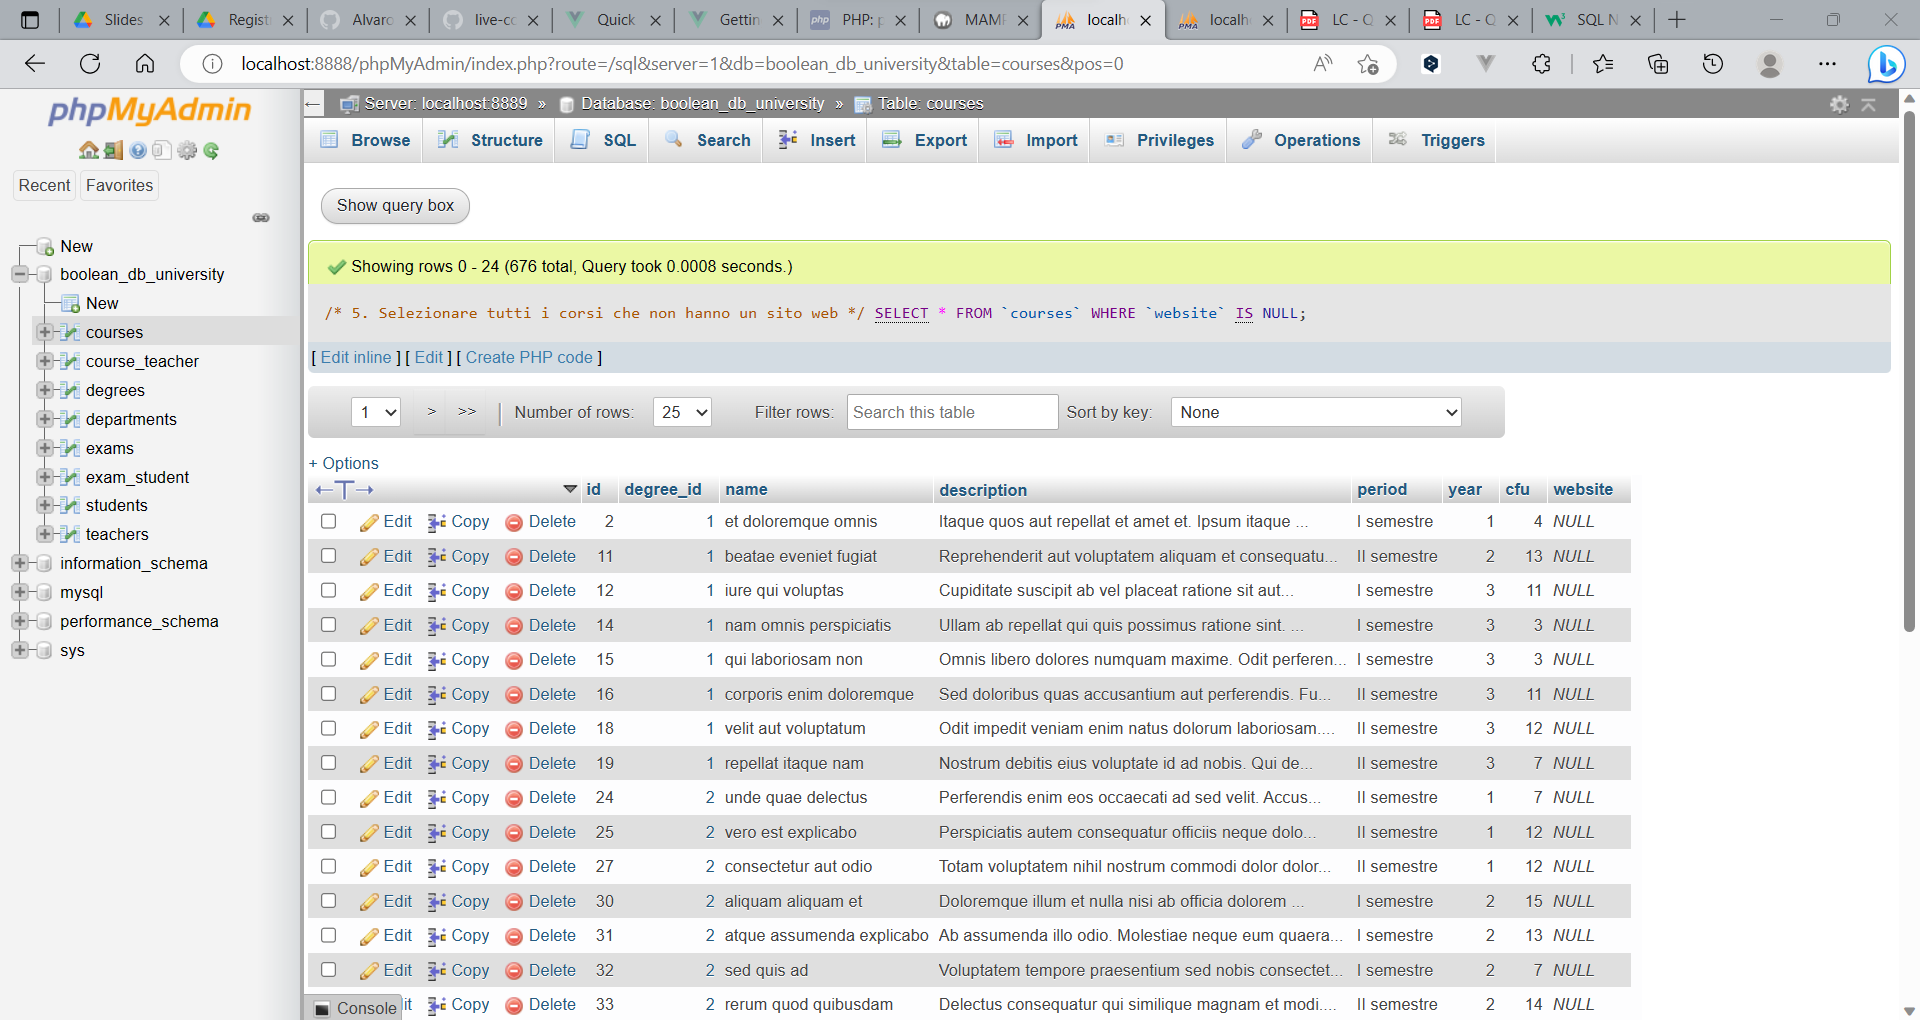 Slides
Regist
Alvaro
live-co
Quick
Gettin
PHP: p
MAMP
localh
localh
LC - Q
LC - Q
SQL N
localhost:8888/phpMyAdmin/index.php?route=/sql&server=1&db=boolean_db_university&table=courses&pos=0
phpMyAdmin
Recent
Favorites
New
boolean_db_university
New
courses
course_teacher
degrees
departments
exams
exam_student
students
teachers
information_schema
mysql
performance_schema
sys
Server: localhost:8889 » Database: boolean_db_university » Table: courses
Browse Structure SQL Search Insert Export Import Privileges Operations Triggers
Show query box
Showing rows 0 - 24 (676 total, Query took 0.0008 seconds.)
/* 5. Selezionare tutti i corsi che non hanno un sito web */ SELECT * FROM `courses` WHERE `website` IS NULL;
[ Edit inline ] [ Edit ] [ Create PHP code ]
1 > >> Number of rows: 25 Filter rows: Search this table Sort by key: None
+ Options
←T→ id degree_id name description period year cfu website
Edit Copy Delete 2 1 et doloremque omnis Itaque quos aut repellat et amet et. Ipsum itaque ... I semestre 1 4 NULL
Edit Copy Delete 11 1 beatae eveniet fugiat Reprehenderit aut voluptatem aliquam et consequatu... II semestre 2 13 NULL
Edit Copy Delete 12 1 iure qui voluptas Cupiditate suscipit ab vel placeat ratione sit aut... I semestre 3 11 NULL
Edit Copy Delete 14 1 nam omnis perspiciatis Ullam ab repellat qui quis possimus ratione sint. ... I semestre 3 3 NULL
Edit Copy Delete 15 1 qui laboriosam non Omnis libero dolores numquam maxime. Odit perferen... I semestre 3 3 NULL
Edit Copy Delete 16 1 corporis enim doloremque Sed doloribus quas accusantium aut perferendis. Fu... II semestre 3 11 NULL
Edit Copy Delete 18 1 velit aut voluptatum Odit impedit veniam enim natus dolorum laboriosam.... II semestre 3 12 NULL
Edit Copy Delete 19 1 repellat itaque nam Nostrum debitis eius voluptate id ad nobis. Qui de... II semestre 3 7 NULL
Edit Copy Delete 24 2 unde quae delectus Perferendis enim eos occaecati ad sed velit. Accus... II semestre 1 7 NULL
Edit Copy Delete 25 2 vero est explicabo Perspiciatis autem consequatur officiis neque dolo... II semestre 1 12 NULL
Edit Copy Delete 27 2 consectetur aut odio Totam voluptatem nihil nostrum commodi dolor dolor... II semestre 1 12 NULL
Edit Copy Delete 30 2 aliquam aliquam et Doloremque illum et nulla nisi ab officia dolorem ... I semestre 2 15 NULL
Edit Copy Delete 31 2 atque assumenda explicabo Ab assumenda illo odio. Molestiae neque eum quaera... I semestre 2 13 NULL
Edit Copy Delete 32 2 sed quis ad Voluptatem tempore praesentium sed nobis consectet... I semestre 2 7 NULL
it Copy Delete 33 2 rerum quod quibusdam Delectus consequatur qui similique magnam et modi.... II semestre 2 14 NULL
Console